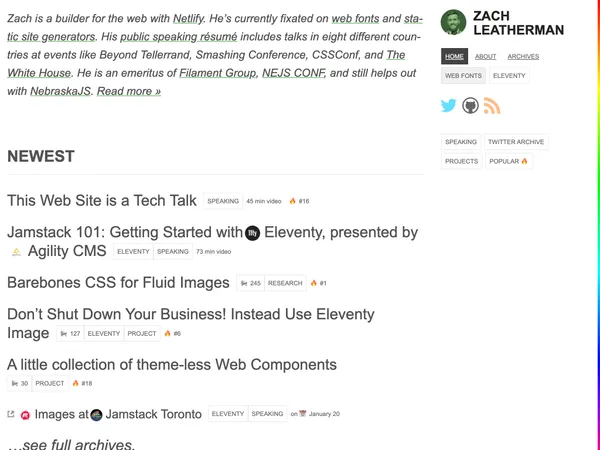 Zach is a builder for the web with Netlify. He’s currently fixated on web fonts and sta-
tic site generators. His public speaking résumé includes talks in eight different coun-
tries at events like Beyond Tellerrand, Smashing Conference, CSSConf, and The
White House. He is an emeritus of Filament Group, NEJS CONF, and still helps out
with NebraskaJS. Read more »
NEWEST
This Web Site is a Tech Talk SPEAKING 45 min video 🔥 #16
Jamstack 101: Getting Started with 11ty Eleventy, presented by
Agility CMS ELEVENTY SPEAKING 73 min video
Barebones CSS for Fluid Images 245 RESEARCH 🔥 #1
Don’t Shut Down Your Business! Instead Use Eleventy
Image 127 ELEVENTY PROJECT 🔥 #6
A little collection of theme-less Web Components
30 PROJECT 🔥 #18
Images at Jamstack Toronto ELEVENTY SPEAKING on 📅 January 20
…see full archives.
ZACH
LEATHERMAN
HOME ABOUT ARCHIVES
WEB FONTS ELEVENTY
SPEAKING TWITTER ARCHIVE
PROJECTS POPULAR 🔥